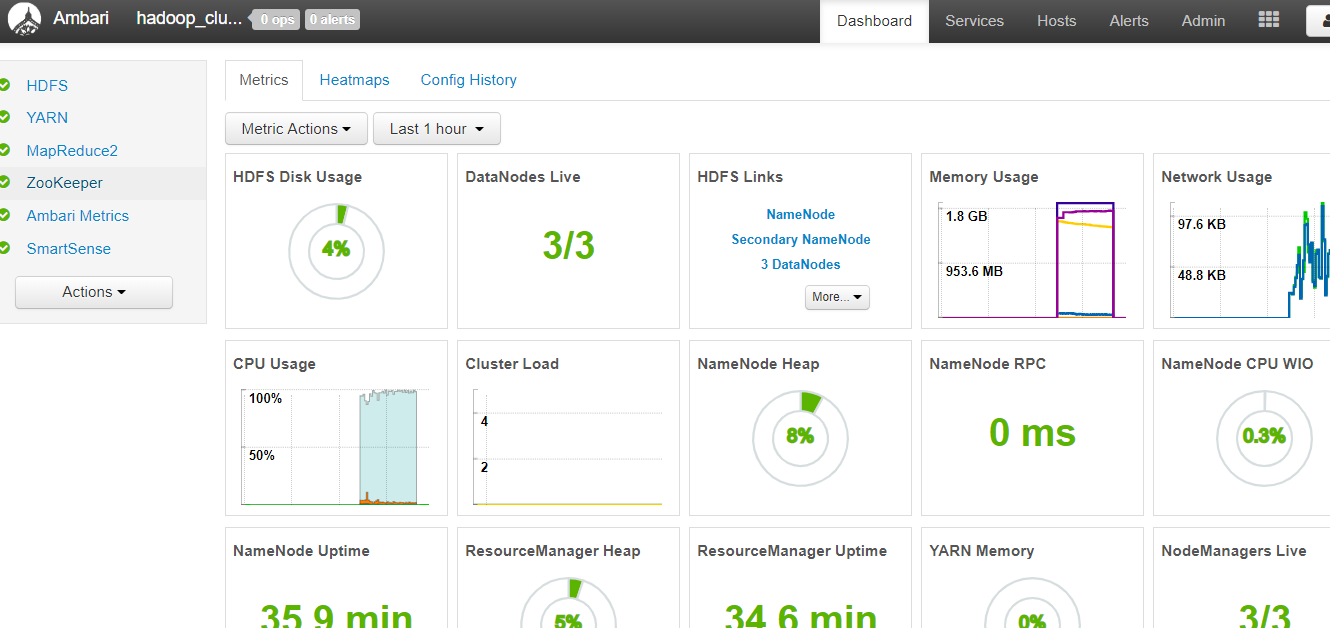 Ambari hadoop_clu... 0 ops 0 alerts Dashboard Services Hosts Alerts Admin
HDFS
YARN
MapReduce2
ZooKeeper
Ambari Metrics
SmartSense
Actions
Metrics Heatmaps Config History
Metric Actions Last 1 hour
HDFS Disk Usage
4%
DataNodes Live
3/3
HDFS Links
NameNode
Secondary NameNode
3 DataNodes
More...
Memory Usage
1.8 GB
953.6 MB
Network Usage
97.6 KB
48.8 KB
CPU Usage
100%
50%
Cluster Load
4
2
NameNode Heap
8%
NameNode RPC
0 ms
NameNode CPU WIO
0.3%
NameNode Uptime
35.9 min
ResourceManager Heap
5%
ResourceManager Uptime
34.6 min
YARN Memory
0%
NodeManagers Live
3/3